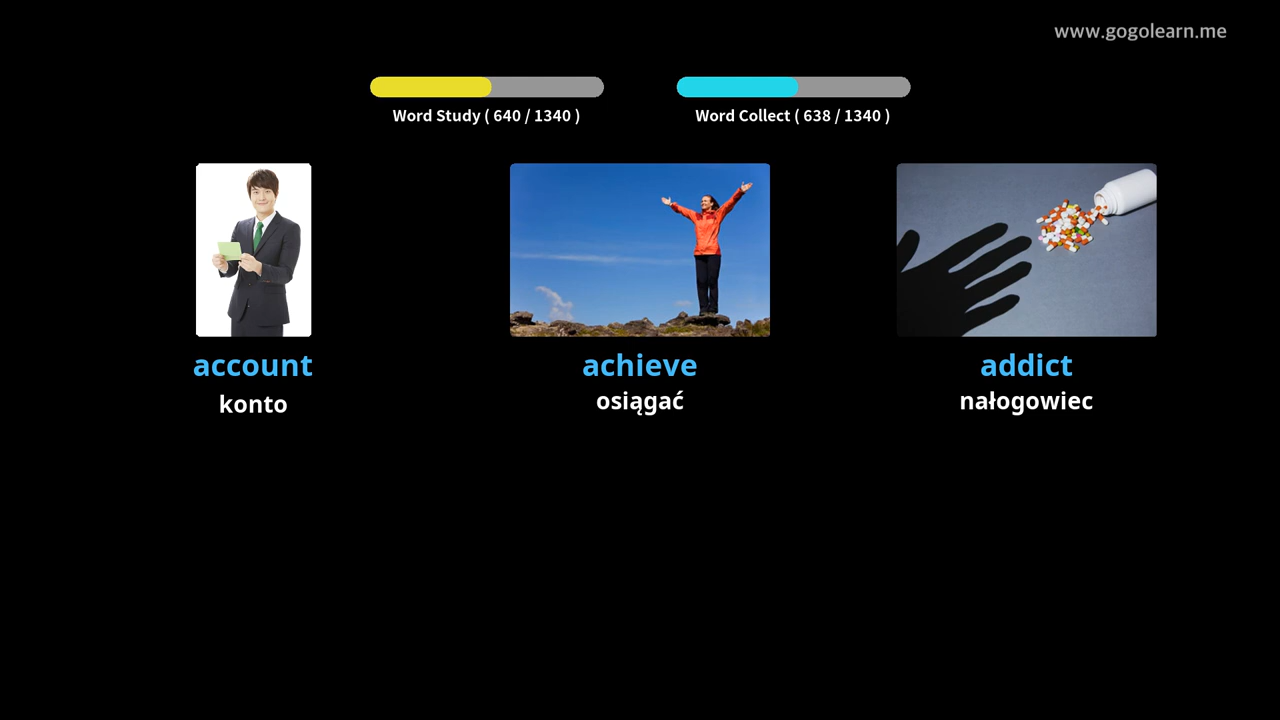 www.gogolearn.me
Word Study ( 640 / 1340 )
Word Collect ( 638 / 1340 )
account
achieve
addict
konto
osiągać
nałogowiec